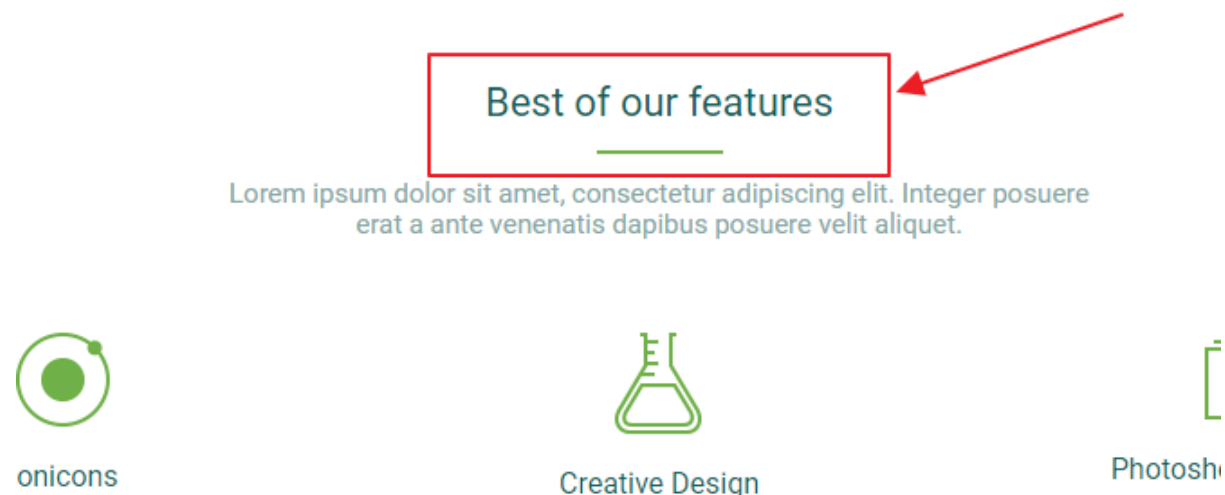 Best of our features
Lorem ipsum dolor sit amet, consectetur adipiscing elit. Integer posuere
erat a ante venenatis dapibus posuere velit aliquet.
onicons
Creative Design